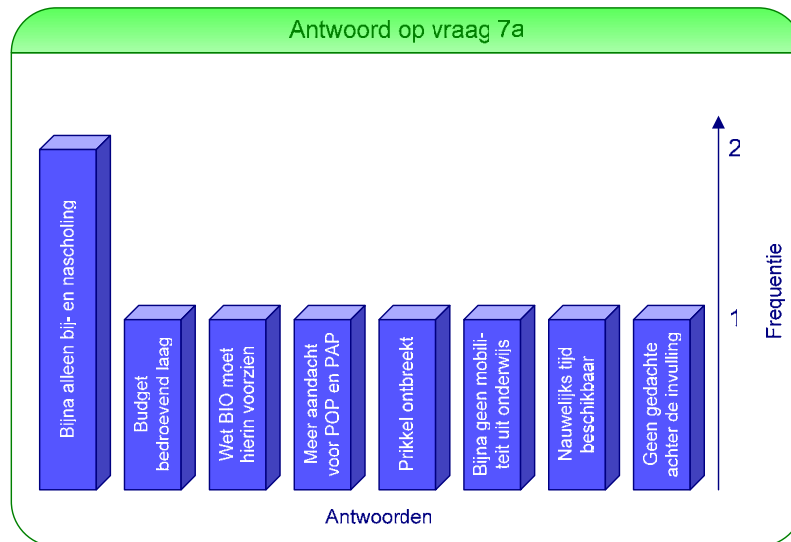 Antwoord op vraag 7a
Bijna alleen bij- en nascholing
Budget
bedroevend laag
Wet BIO moet
hierin voorzien
Meer aandacht
voor POP en PAP
Prikkel ontbreekt
Bijna geen mobili-
teit uit onderwijs
Nauwelijks tijd
beschikbaar
Geen gedachte
achter de invulling
2
1
Frequentie
Antwoorden